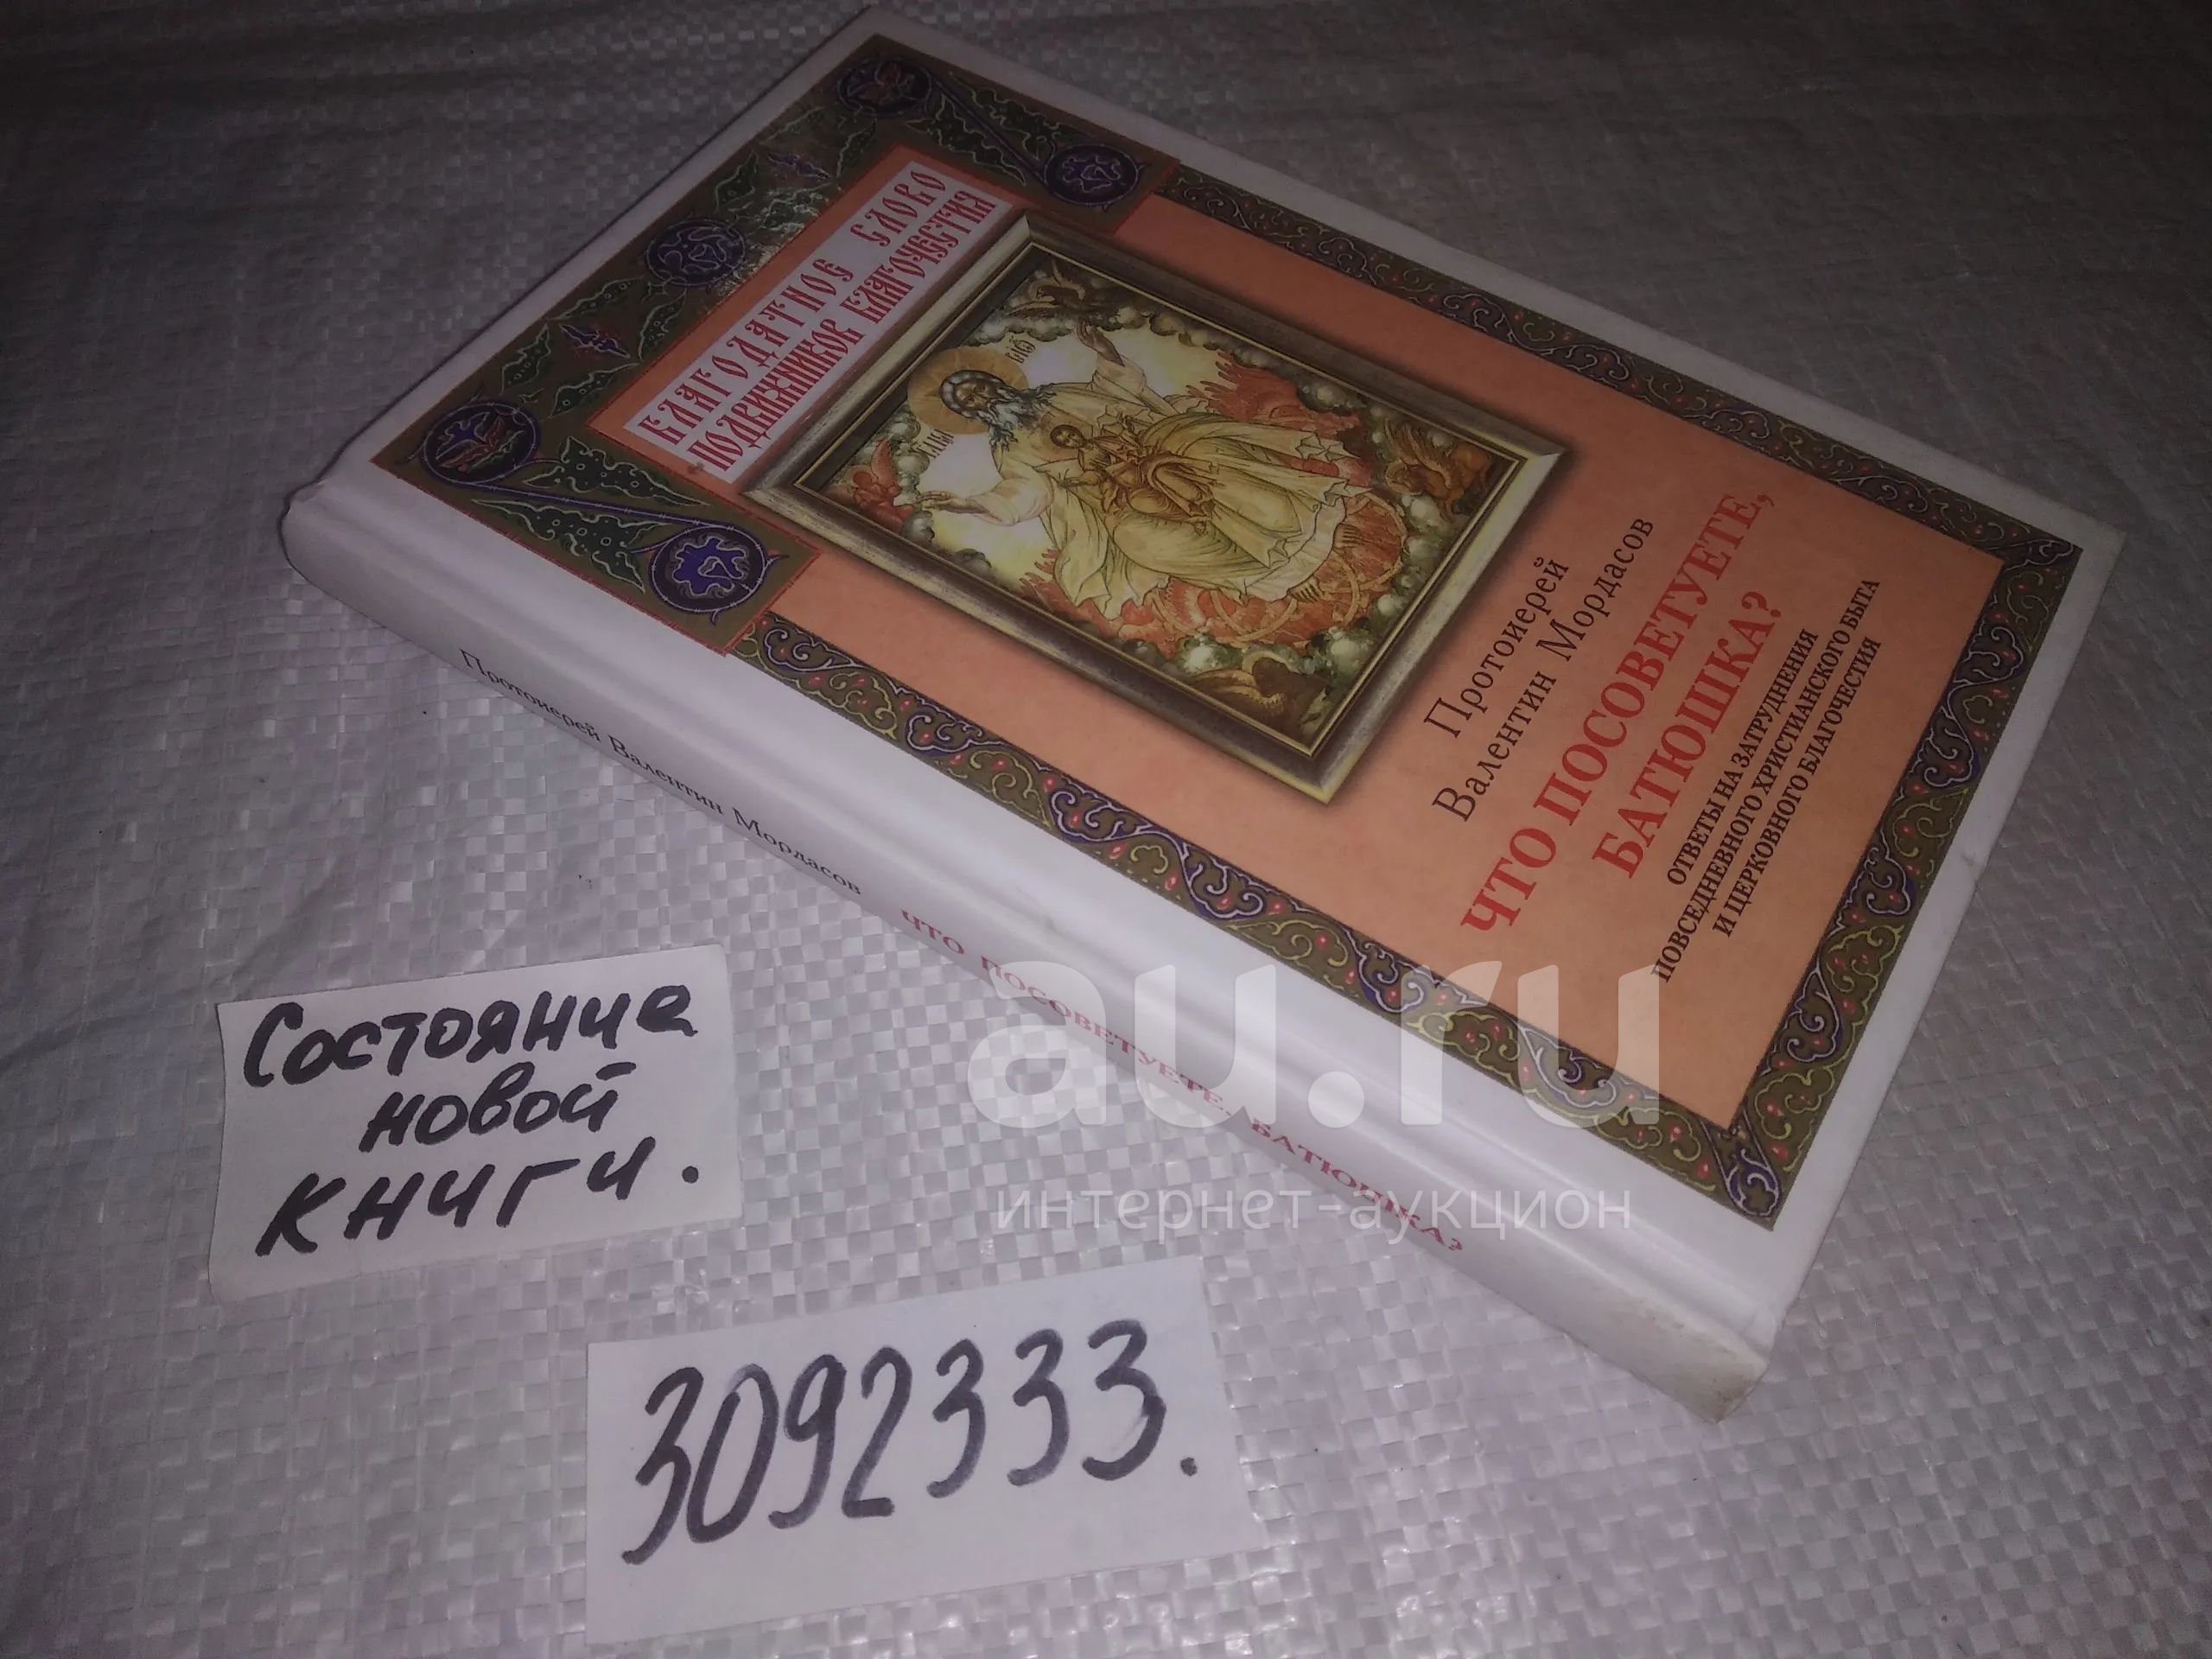 БЛАГОДАТНОЕ СЛОВО
ПОДВИЖНИКОВ БЛАГОЧЕСТИЯ
Протоиерей
Валентин Мордасов
ЧТО ПОСОВЕТУЕТЕ,
БАТЮШКА?
ОТВЕТЫ НА ЗАТРУДНЕНИЯ
ПОВСЕДНЕВНОГО ХРИСТИАНСКОГО БЫТА
И ЦЕРКОВНОГО БЛАГОЧЕСТИЯ
Протоиерей Валентин Мордасов ЧТО ПОСОВЕТУЕТЕ, БАТЮШКА?
Состояние
новой
книги.
3092333.
au.ru
интернет-аукцион